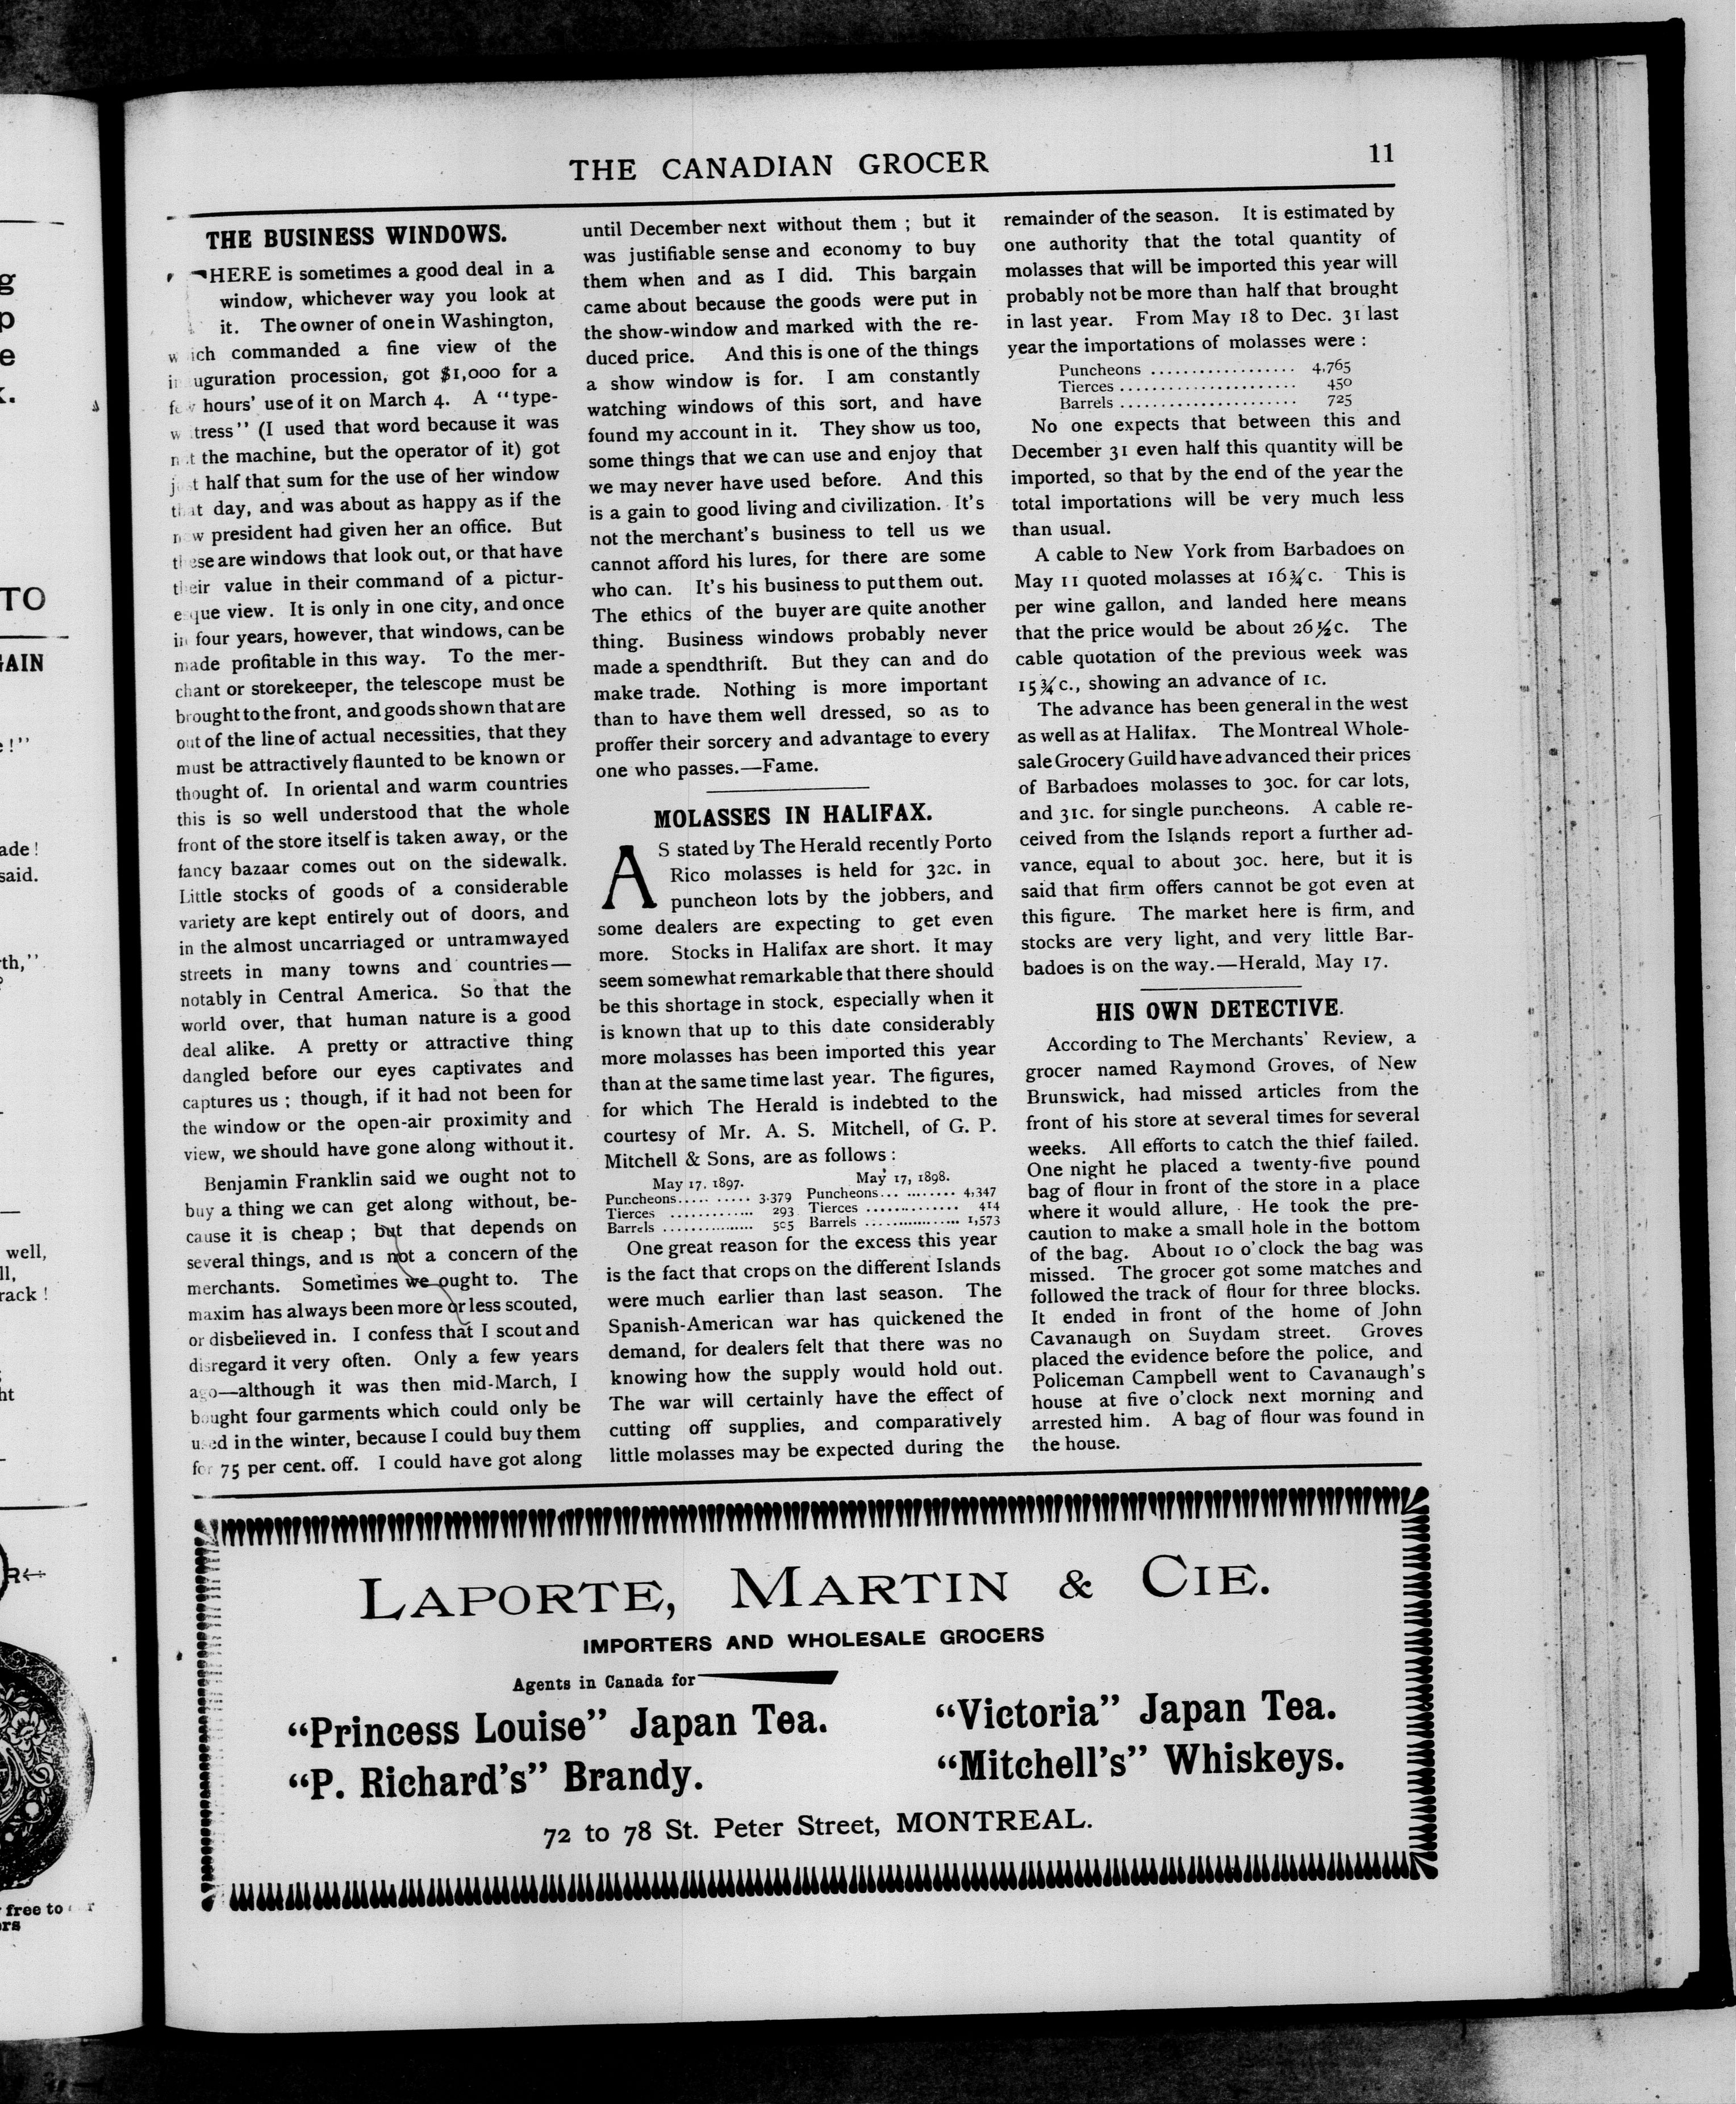 THE CANADIAN GROCER
11
THE BUSINESS WINDOWS.
THERE is sometimes a good deal in a
window, whichever way you look at
it. The owner of one in Washington,
which commanded a fine view of the
inauguration procession, got $1,000 for a
few hours' use of it on March 4. A "type-
writress" (I used that word because it was
not the machine, but the operator of it) got
just half that sum for the use of her window
that day, and was about as happy as if the
new president had given her an office. But
these are windows that look out, or that have
their value in their command of a pictur-
esque view. It is only in one city, and once
in four years, however, that windows, can be
made profitable in this way. To the mer-
chant or storekeeper, the telescope must be
brought to the front, and goods shown that are
out of the line of actual necessities, that they
must be attractively flaunted to be known or
thought of. In oriental and warm countries
this is so well understood that the whole
front of the store itself is taken away, or the
fancy bazaar comes out on the sidewalk.
Little stocks of goods of a considerable
variety are kept entirely out of doors, and
in the almost uncarriaged or untramwayed
streets in many towns and countries—
notably in Central America. So that the
world over, that human nature is a good
deal alike. A pretty or attractive thing
dangled before our eyes captivates and
captures us ; though, if it had not been for
the window or the open-air proximity and
view, we should have gone along without it.
Benjamin Franklin said we ought not to
buy a thing we can get along without, be-
cause it is cheap ; but that depends on
several things, and is not a concern of the
merchants. Sometimes we ought to. The
maxim has always been more or less scouted,
or disbelieved in. I confess that I scout and
disregard it very often. Only a few years
ago—although it was then mid-March, I
bought four garments which could only be
used in the winter, because I could buy them
for 75 per cent. off. I could have got along
until December next without them ; but it
was justifiable sense and economy to buy
them when and as I did. This bargain
came about because the goods were put in
the show-window and marked with the re-
duced price. And this is one of the things
a show window is for. I am constantly
watching windows of this sort, and have
found my account in it. They show us too,
some things that we can use and enjoy that
we may never have used before. And this
is a gain to good living and civilization. It's
not the merchant's business to tell us we
cannot afford his lures, for there are some
who can. It's his business to put them out.
The ethics of the buyer are quite another
thing. Business windows probably never
made a spendthrift. But they can and do
make trade. Nothing is more important
than to have them well dressed, so as to
proffer their sorcery and advantage to every
one who passes.—Fame.
MOLASSES IN HALIFAX.
AS stated by The Herald recently Porto
Rico molasses is held for 32c. in
puncheon lots by the jobbers, and
some dealers are expecting to get even
more. Stocks in Halifax are short. It may
seem somewhat remarkable that there should
be this shortage in stock, especially when it
is known that up to this date considerably
more molasses has been imported this year
than at the same time last year. The figures,
for which The Herald is indebted to the
courtesy of Mr. A. S. Mitchell, of G. P.
Mitchell & Sons, are as follows :
May 17, 1897. May 17, 1898.
Puncheons..... ..... 3,379 Puncheons... ........ 4,347
Tierces ............ 293 Tierces ............. 414
Barrels ............. 505 Barrels ............. 1,573
One great reason for the excess this year
is the fact that crops on the different Islands
were much earlier than last season. The
Spanish-American war has quickened the
demand, for dealers felt that there was no
knowing how the supply would hold out.
The war will certainly have the effect of
cutting off supplies, and comparatively
little molasses may be expected during the
remainder of the season. It is estimated by
one authority that the total quantity of
molasses that will be imported this year will
probably not be more than half that brought
in last year. From May 18 to Dec. 31 last
year the importations of molasses were :
Puncheons .................. 4,765
Tierces ...................... 450
Barrels ...................... 725
No one expects that between this and
December 31 even half this quantity will be
imported, so that by the end of the year the
total importations will be very much less
than usual.
A cable to New York from Barbadoes on
May 11 quoted molasses at 16¾c. This is
per wine gallon, and landed here means
that the price would be about 26½c. The
cable quotation of the previous week was
15¾c., showing an advance of 1c.
The advance has been general in the west
as well as at Halifax. The Montreal Whole-
sale Grocery Guild have advanced their prices
of Barbadoes molasses to 30c. for car lots,
and 31c. for single puncheons. A cable re-
ceived from the Islands report a further ad-
vance, equal to about 30c. here, but it is
said that firm offers cannot be got even at
this figure. The market here is firm, and
stocks are very light, and very little Bar-
badoes is on the way.—Herald, May 17.
HIS OWN DETECTIVE.
According to The Merchants' Review, a
grocer named Raymond Groves, of New
Brunswick, had missed articles from the
front of his store at several times for several
weeks. All efforts to catch the thief failed.
One night he placed a twenty-five pound
bag of flour in front of the store in a place
where it would allure, He took the pre-
caution to make a small hole in the bottom
of the bag. About 10 o'clock the bag was
missed. The grocer got some matches and
followed the track of flour for three blocks.
It ended in front of the home of John
Cavanaugh on Suydam street. Groves
placed the evidence before the police, and
Policeman Campbell went to Cavanaugh's
house at five o'clock next morning and
arrested him. A bag of flour was found in
the house.
LAPORTE, MARTIN & CIE.
IMPORTERS AND WHOLESALE GROCERS
Agents in Canada for
"Princess Louise" Japan Tea. "Victoria" Japan Tea.
"P. Richard's" Brandy. "Mitchell's" Whiskeys.
72 to 78 St. Peter Street, MONTREAL.